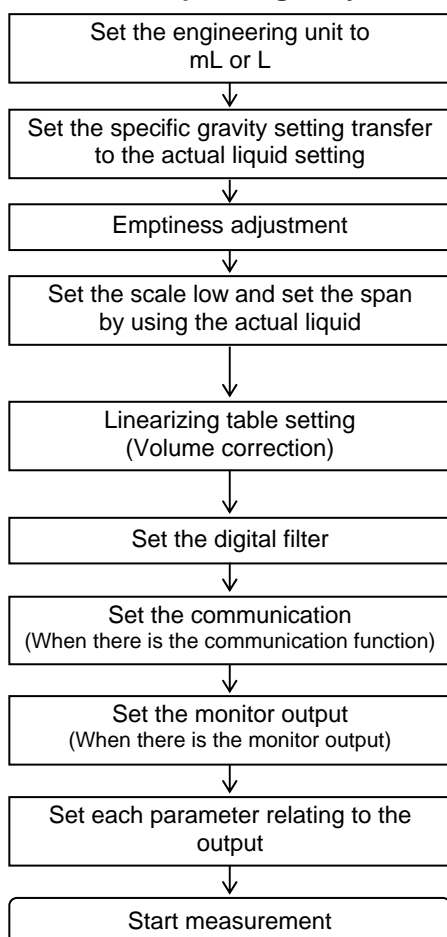 Set the engineering unit to
mL or L
Set the specific gravity setting transfer
to the actual liquid setting
Emptiness adjustment
Set the scale low and set the span
by using the actual liquid
Linearizing table setting
(Volume correction)
Set the digital filter
Set the communication
(When there is the communication function)
Set the monitor output
(When there is the monitor output)
Set each parameter relating to the
output
Start measurement